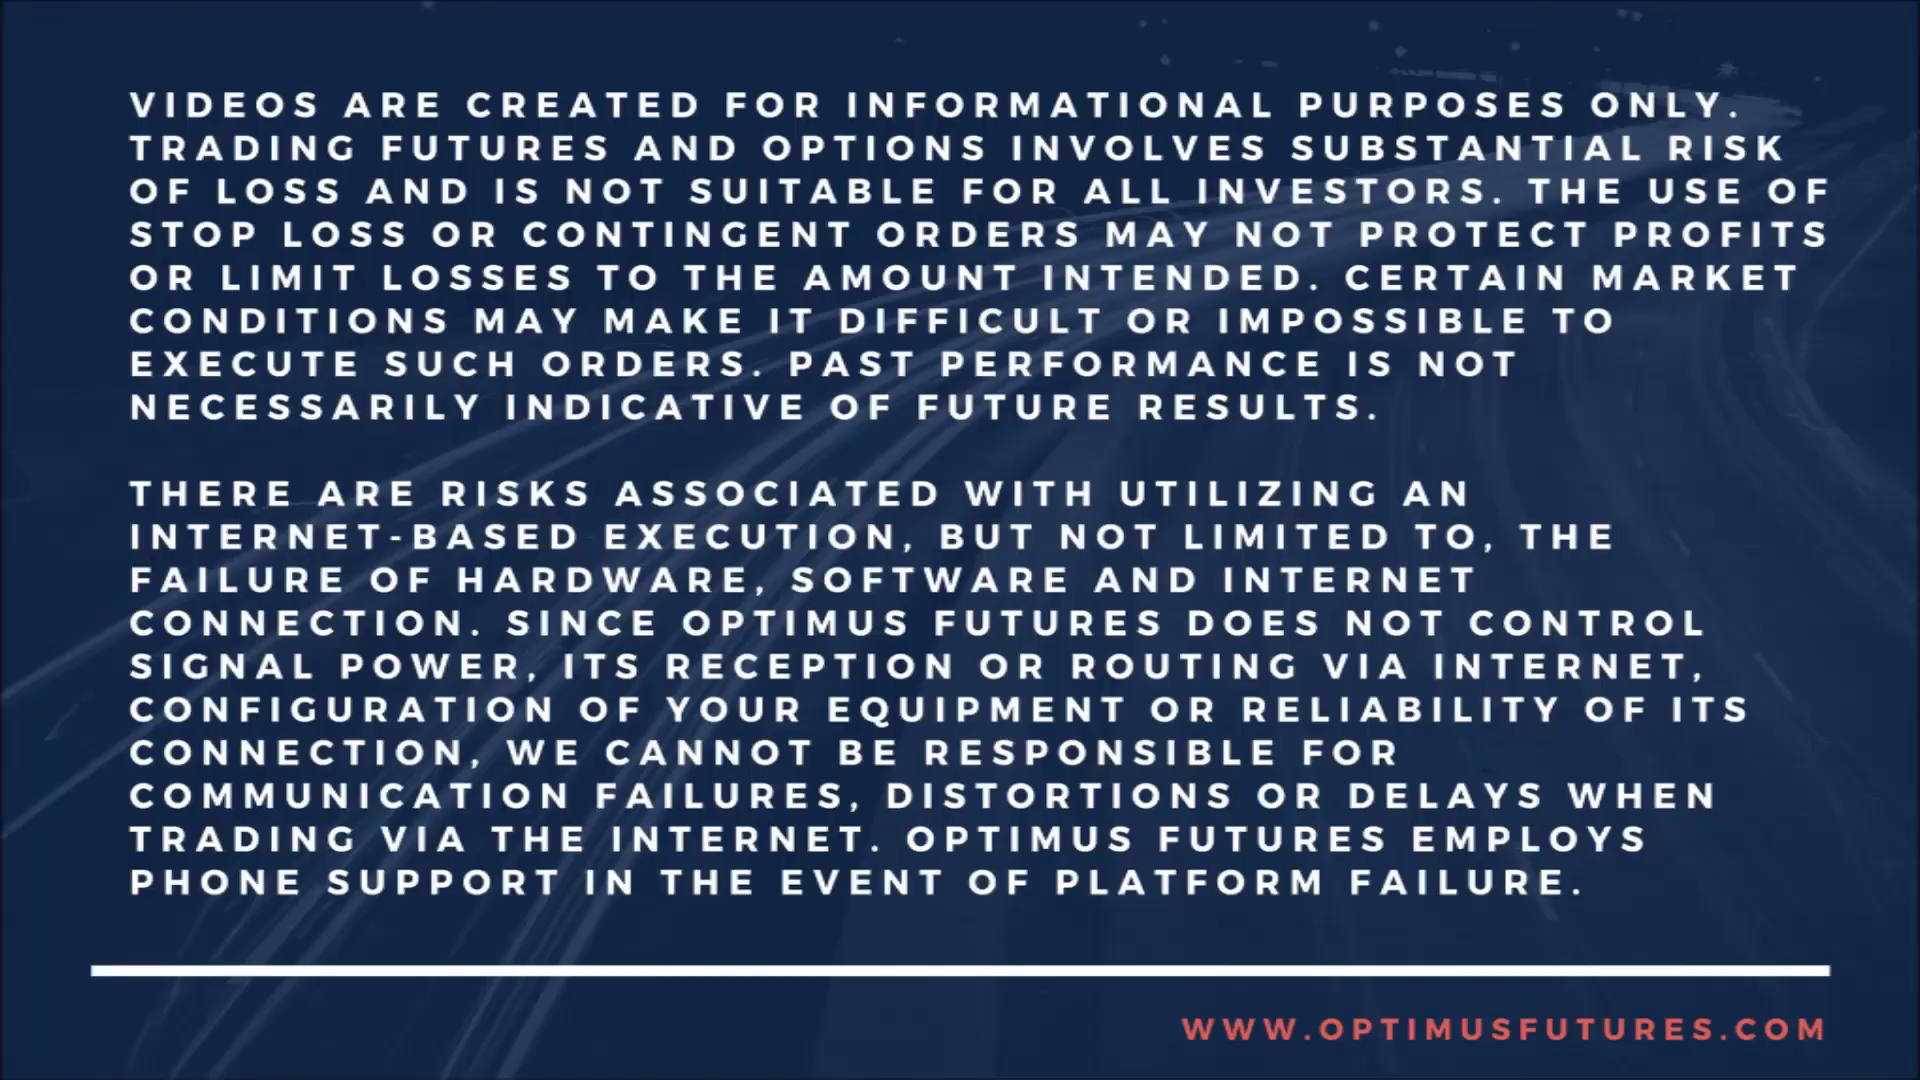 VIDEOS ARE CREATED FOR INFORMATIONAL PURPOSES ONLY.
TRADING FUTURES AND OPTIONS INVOLVES SUBSTANTIAL RISK
OF LOSS AND IS NOT SUITABLE FOR ALL INVESTORS. THE USE OF
STOP LOSS OR CONTINGENT ORDERS MAY NOT PROTECT PROFITS
OR LIMIT LOSSES TO THE AMOUNT INTENDED. CERTAIN MARKET
CONDITIONS MAY MAKE IT DIFFICULT OR IMPOSSIBLE TO
EXECUTE SUCH ORDERS. PAST PERFORMANCE IS NOT
NECESSARILY INDICATIVE OF FUTURE RESULTS.
THERE ARE RISKS ASSOCIATED WITH UTILIZING AN
INTERNET-BASED EXECUTION, BUT NOT LIMITED TO, THE
FAILURE OF HARDWARE, SOFTWARE AND INTERNET
CONNECTION. SINCE OPTIMUS FUTURES DOES NOT CONTROL
SIGNAL POWER, ITS RECEPTION OR ROUTING VIA INTERNET,
CONFIGURATION OF YOUR EQUIPMENT OR RELIABILITY OF ITS
CONNECTION, WE CANNOT BE RESPONSIBLE FOR
COMMUNICATION FAILURES, DISTORTIONS OR DELAYS WHEN
TRADING VIA THE INTERNET. OPTIMUS FUTURES EMPLOYS
PHONE SUPPORT IN THE EVENT OF PLATFORM FAILURE.
WWW.OPTIMUSFUTURES.COM